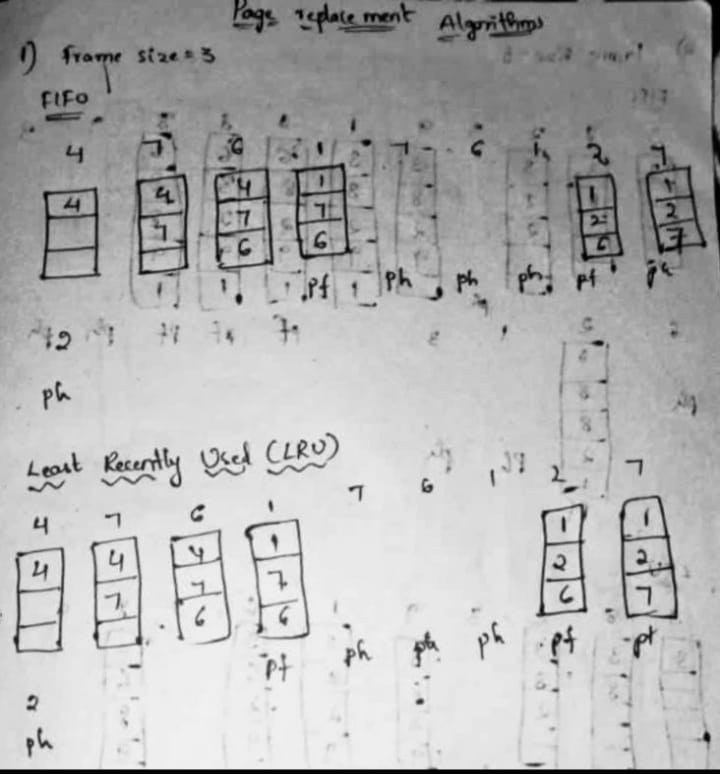 Page replacement Algorithms
1) Frame size = 3
FIFO
4 7 6 1 7 6 1 2 7
4 4 4 1 1 1
7 7 7 2 2
6 6 6 7
pf ph ph ph pf
2
ph
Least Recently Used (LRU)
4 7 6 1 7 6 1 2 7
4 4 4 1 1 1
7 7 7 2 2
6 6 6 7
pf ph ph ph pf pf
2
ph